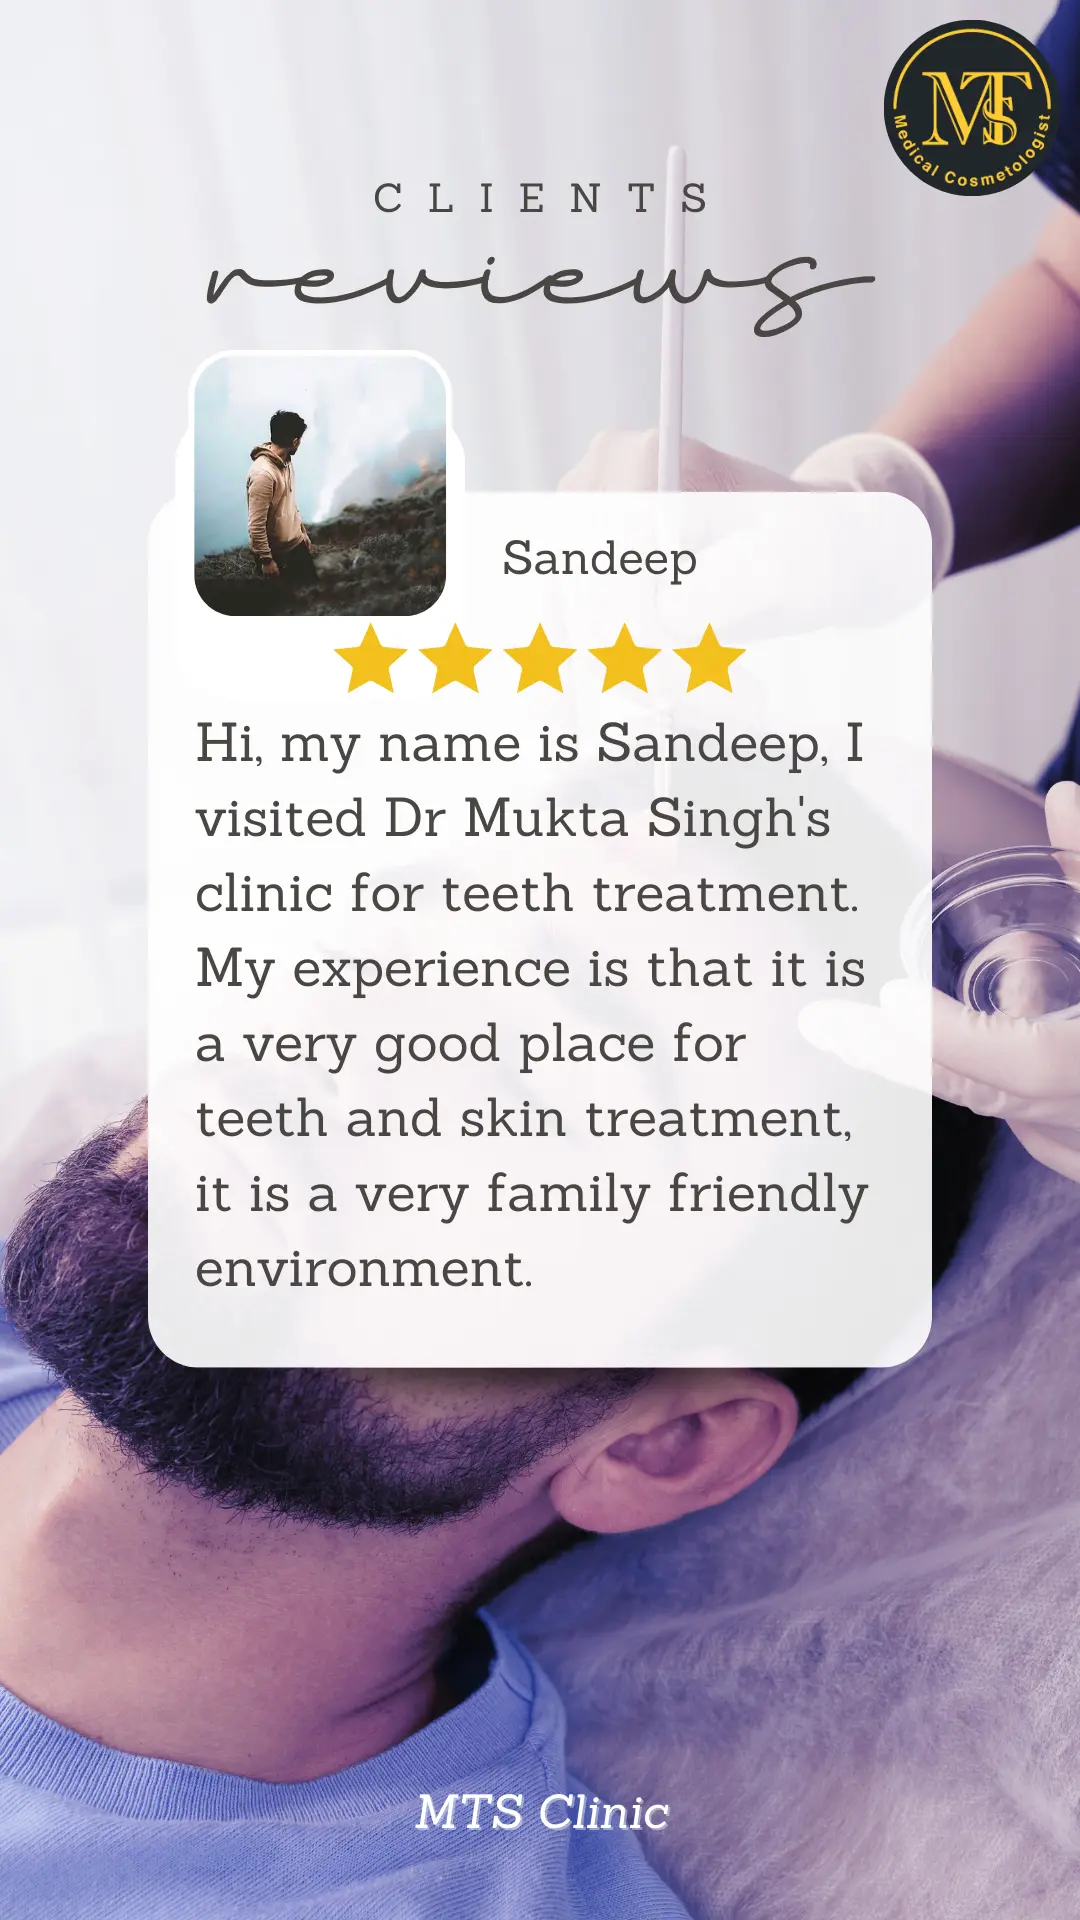 MTS
Medical Cosmetologist
CLIENTS
reviews
Sandeep
Hi, my name is Sandeep, I
visited Dr Mukta Singh's
clinic for teeth treatment.
My experience is that it is
a very good place for
teeth and skin treatment,
it is a very family friendly
environment.
MTS Clinic